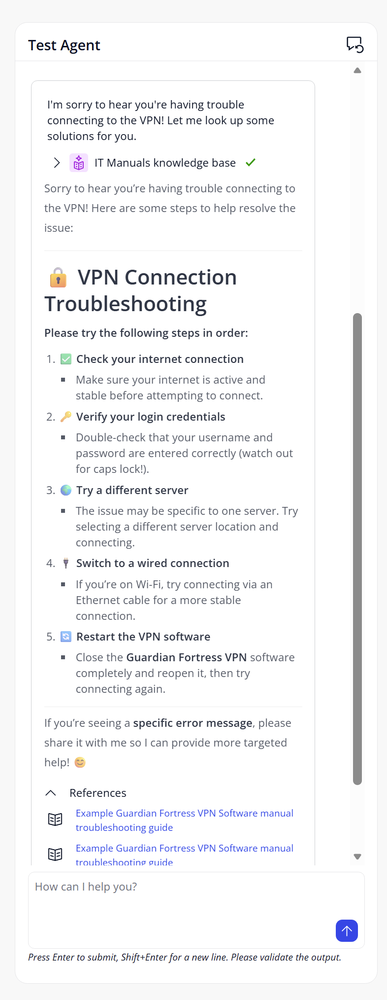 Test Agent
I'm sorry to hear you're having trouble
connecting to the VPN! Let me look up some
solutions for you.
IT Manuals knowledge base
Sorry to hear you’re having trouble connecting to
the VPN! Here are some steps to help resolve the
issue:
🔒 VPN Connection
Troubleshooting
Please try the following steps in order:
1. ✅ Check your internet connection
▪ Make sure your internet is active and
stable before attempting to connect.
2. 🔑 Verify your login credentials
▪ Double-check that your username and
password are entered correctly (watch out
for caps lock!).
3. 🌍 Try a different server
▪ The issue may be specific to one server. Try
selecting a different server location and
connecting.
4. 🔌 Switch to a wired connection
▪ If you’re on Wi-Fi, try connecting via an
Ethernet cable for a more stable
connection.
5. 🔄 Restart the VPN software
▪ Close the Guardian Fortress VPN software
completely and reopen it, then try
connecting again.
If you’re seeing a specific error message, please
share it with me so I can provide more targeted
help! 😊
References
Example Guardian Fortress VPN Software manual
troubleshooting guide
Example Guardian Fortress VPN Software manual
troubleshooting guide
How can I help you?
Press Enter to submit, Shift+Enter for a new line. Please validate the output.